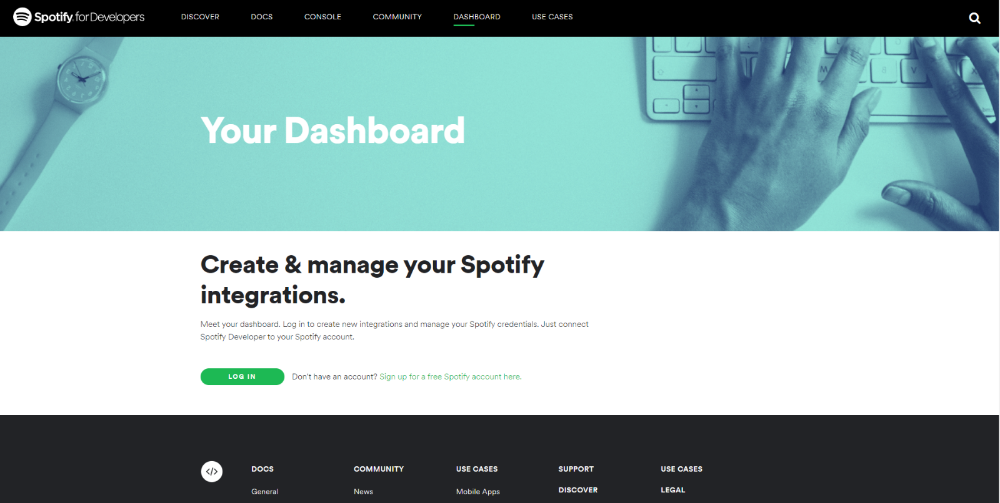 Spotify for Developers
DISCOVER
DOCS
CONSOLE
COMMUNITY
DASHBOARD
USE CASES
M
8
V
X
Your Dashboard
Create & manage your Spotify
integrations.
Meet your dashboard. Log in to create new integrations and manage your Spotify credentials. Just connect
Spotify Developer to your Spotify account.
LOG IN
Don't have an account? Sign up for a free Spotify account here.
</>
DOCS
General
COMMUNITY
News
USE CASES
Mobile Apps
SUPPORT
DISCOVER
USE CASES
LEGAL